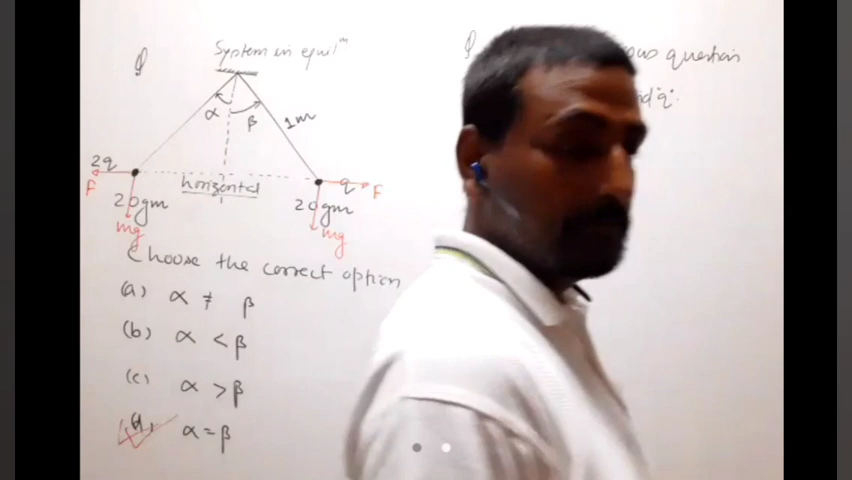 Q System in equil^m
α β 1m
2q
F
horizontal
q F
20gm 20gm
mg mg
Choose the correct option
(a) α ≠ β
(b) α < β
(c) α > β
α = β
question
"q".